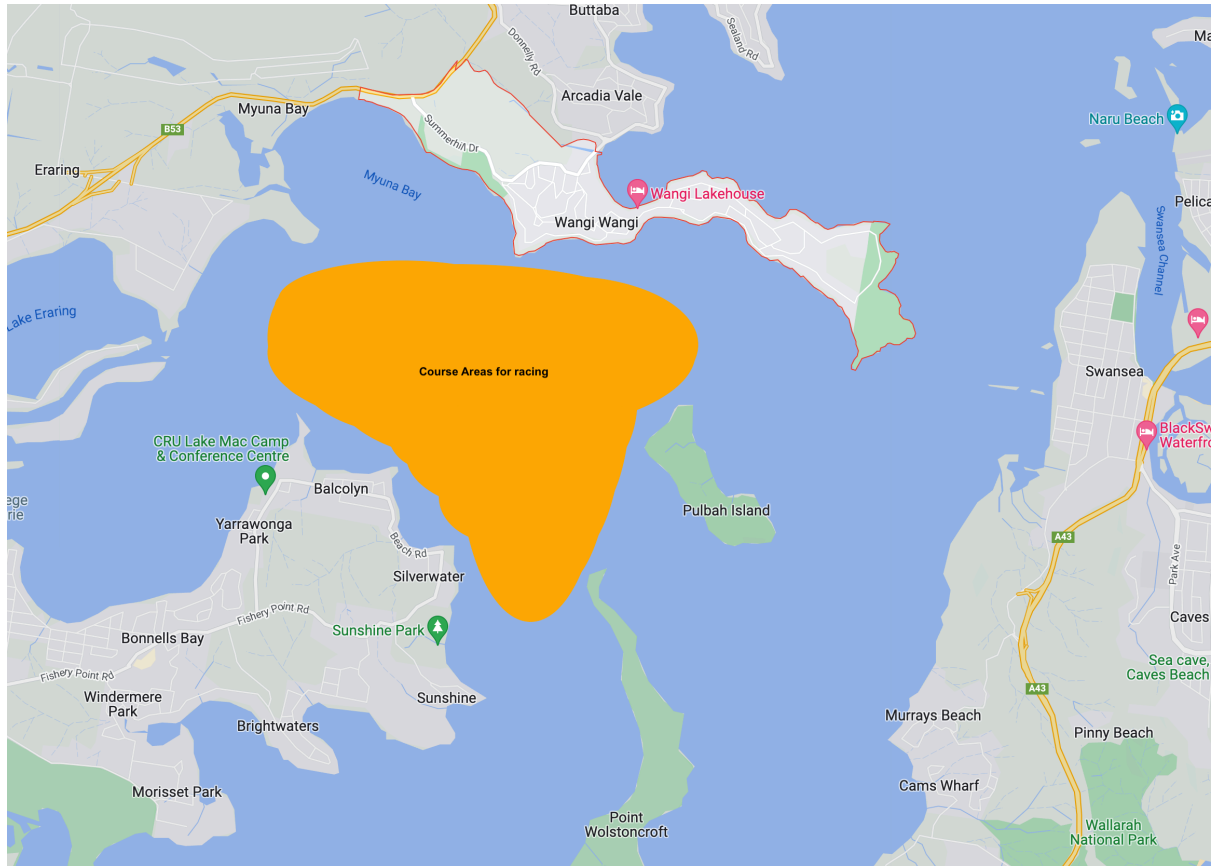 Buttaba
Donnelly Rd
Sealand Rd
Ma
Arcadia Vale
Myuna Bay
Naru Beach
B53
Summerhill Dr
Eraring
Myuna Bay
Wangi Lakehouse
Pelica
Wangi Wangi
Swansea Channel
Lake Eraring
Course Areas for racing
Swansea
BlackSw
Waterfro
CRU Lake Mac Camp
& Conference Centre
Balcolyn
ege
rie
Pulbah Island
Yarrawonga
Park
A43
Beach Rd
Park Ave
Silverwater
Fishery Point Rd
Caves
Sunshine Park
Bonnells Bay
Sea cave,
Caves Beach
Fishery Point Rd
A43
Windermere
Park
Sunshine
Murrays Beach
Brightwaters
Pinny Beach
Cams Wharf
Morisset Park
Point
Wolstoncroft
Wallarah
National Park